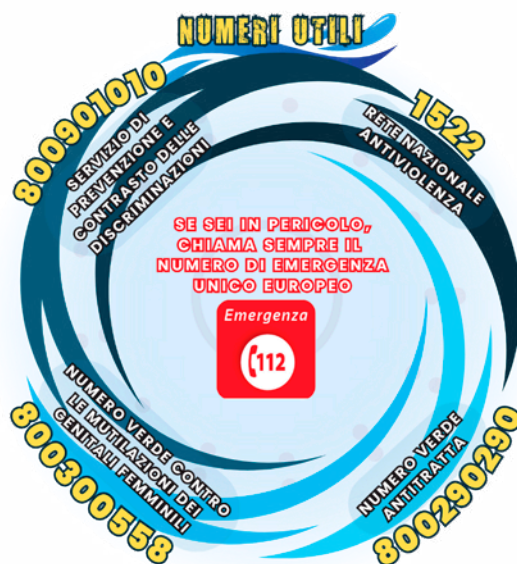 NUMERI UTILI
800901010
SERVIZIO DI
PREVENZIONE E
CONTRASTO DELLE
DISCRIMINAZIONI
1522
RETE NAZIONALE
ANTIVIOLENZA
SE SEI IN PERICOLO,
CHIAMA SEMPRE IL
NUMERO DI EMERGENZA
UNICO EUROPEO
Emergenza
112
NUMERO VERDE CONTRO
LE MUTILAZIONI DEI
GENITALI FEMMINILI
800300558
NUMERO VERDE
ANTITRATTA
800290290